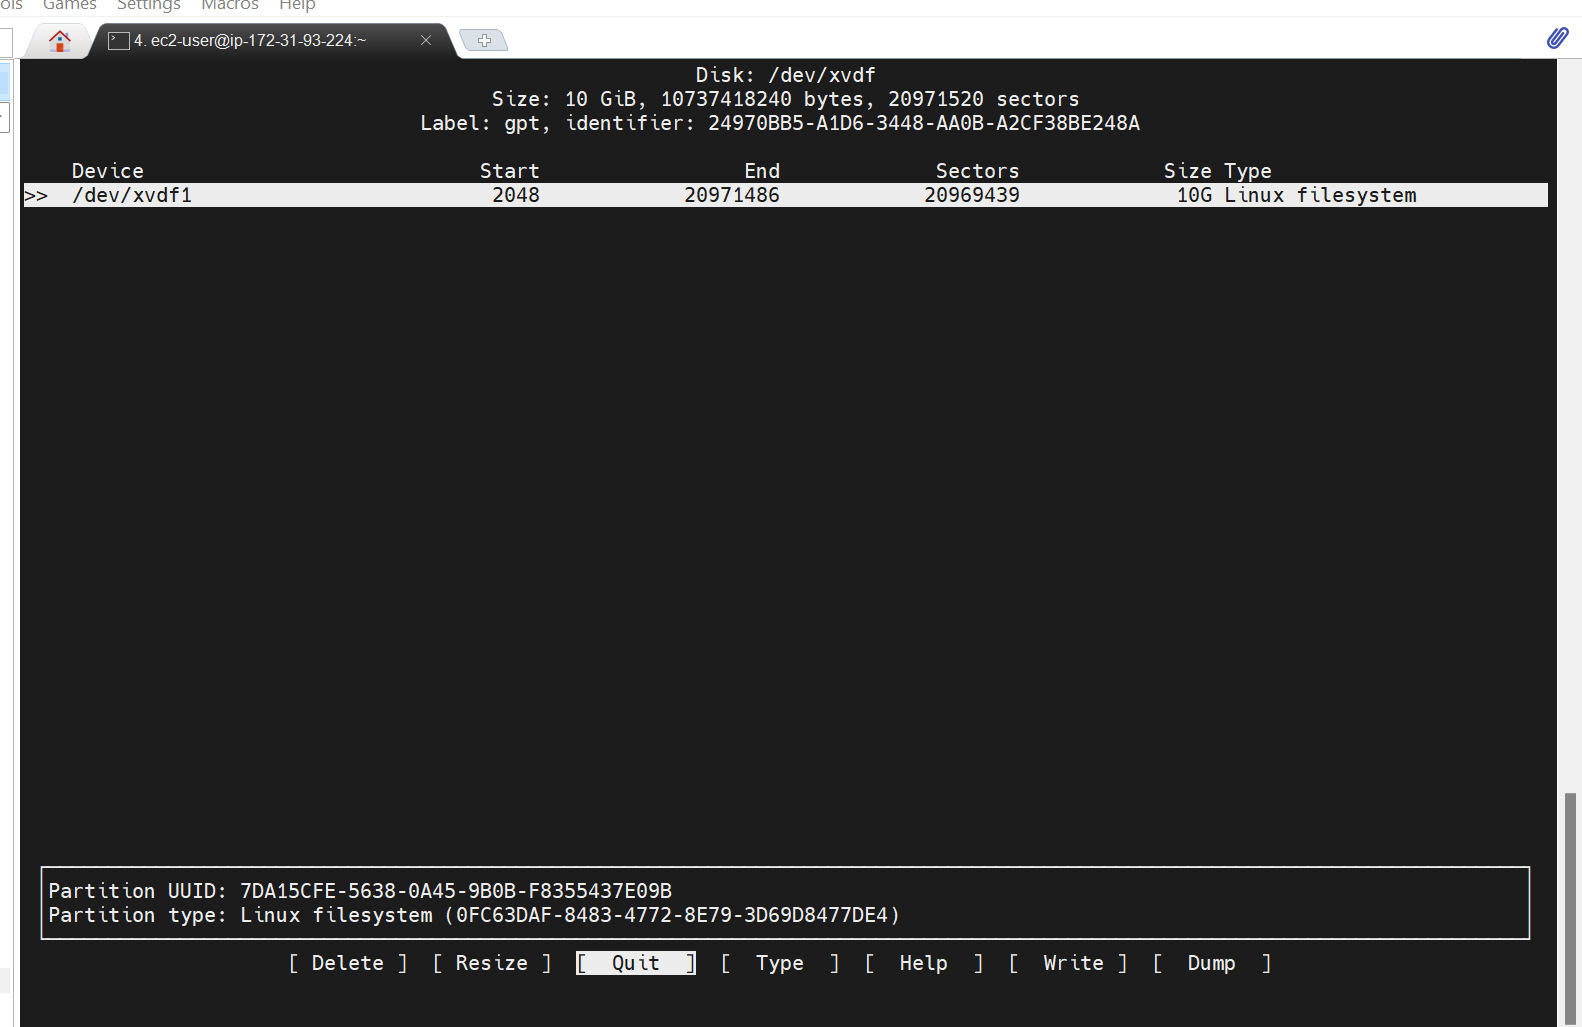 ols Games Settings Macros Help
4. ec2-user@ip-172-31-93-224:~
Disk: /dev/xvdf
Size: 10 GiB, 10737418240 bytes, 20971520 sectors
Label: gpt, identifier: 24970BB5-A1D6-3448-AA0B-A2CF38BE248A
Device Start End Sectors Size Type
>> /dev/xvdf1 2048 20971486 20969439 10G Linux filesystem
Partition UUID: 7DA15CFE-5638-0A45-9B0B-F8355437E09B
Partition type: Linux filesystem (0FC63DAF-8483-4772-8E79-3D69D8477DE4)
[ Delete ] [ Resize ] [ Quit ] [ Type ] [ Help ] [ Write ] [ Dump ]